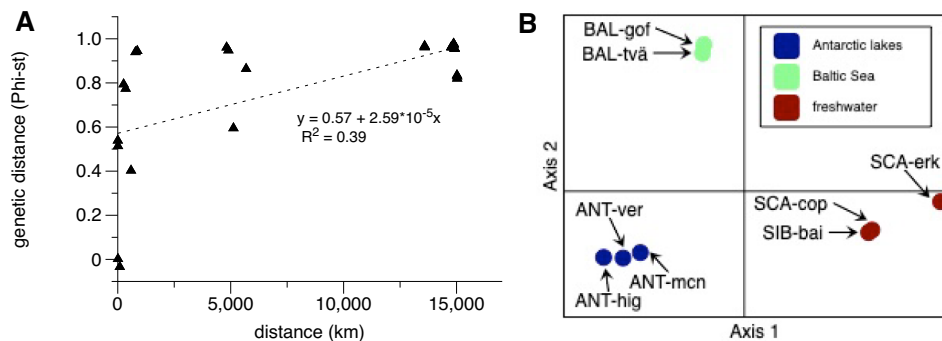 A
genetic distance (Phi-st)
1.0
0.8
0.6
0.4
0.2
0
y = 0.57 + 2.59*10-5x
R2 = 0.39
0
5,000
10,000
15,000
distance (km)
B
BAL-gof
BAL-tvä
Antarctic lakes
Baltic Sea
freshwater
Axis 2
SCA-erk
ANT-ver
SCA-cop
SIB-bai
ANT-mcn
ANT-hig
Axis 1